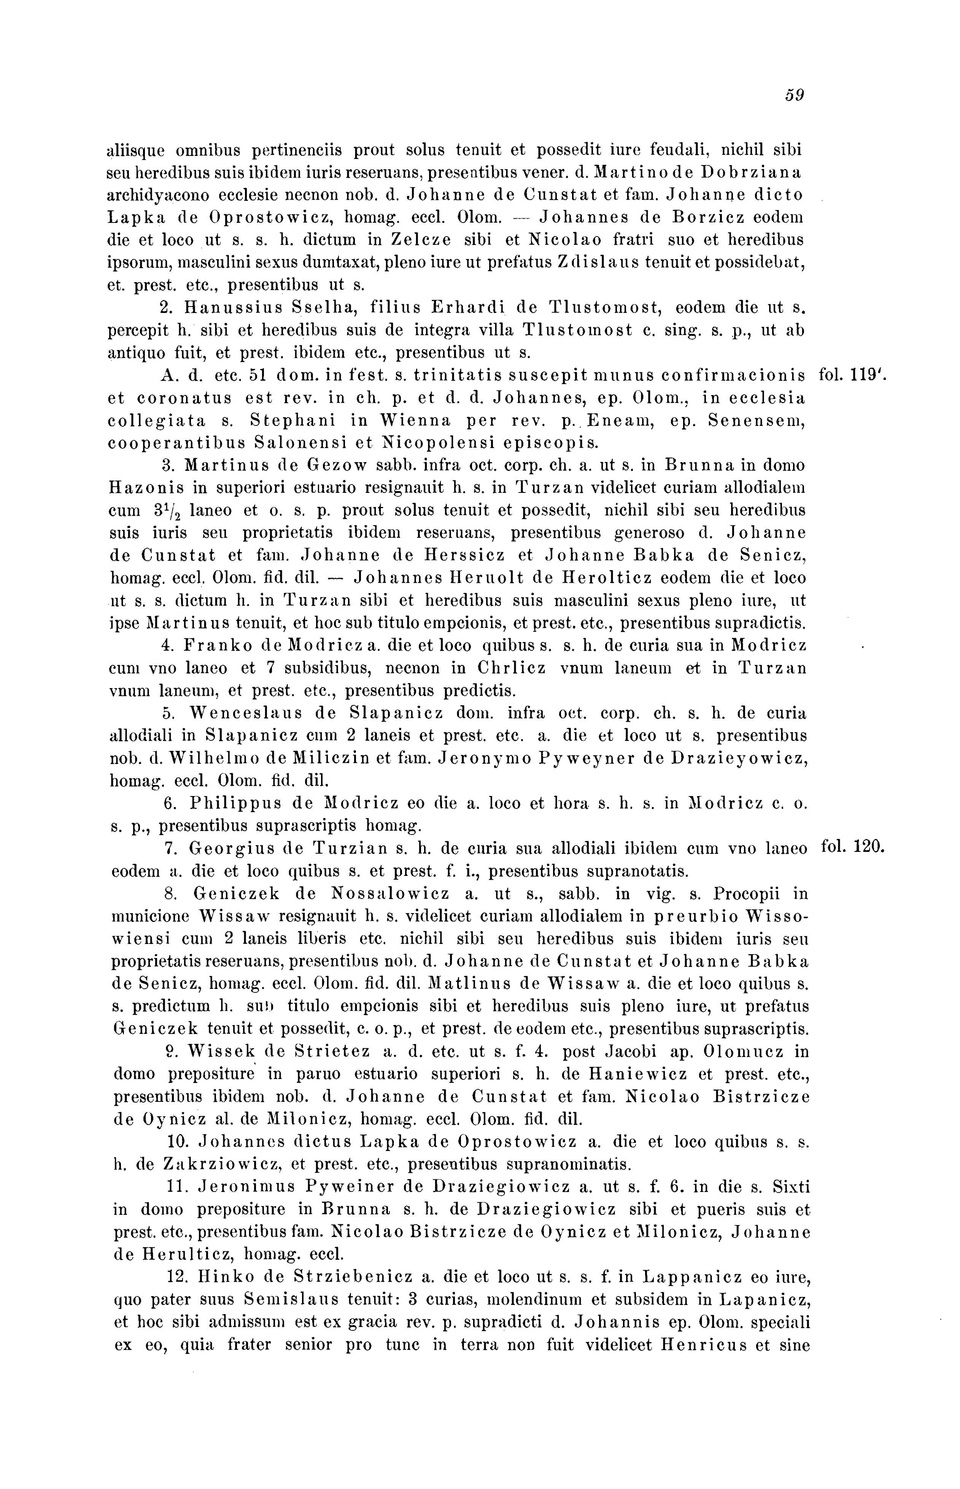 59
aliisque omnibus pertinenciis prout solus tenuit et possedit iure feudali, nichil sibi
seu heredibus suis ibidem iuris reseruans, presentibus vener. d. Martino de Dobrziana
archidyacono ecclesie necnon nob. d. Johanne de Cunstat et fam. Johanne dicto
Lapka de Oprostowicz, homag. eccl. Olom. — Johannes de Borzicz eodem
die et loco ut s. s. h. dictum in Zelcze sibi et Nicolao fratri suo et heredibus
ipsorum, masculini sexus dumtaxat, pleno iure ut prefatus Zdislaus tenuit et possidebat,
et. prest. etc., presentibus ut s.
2. Hanussius Sselha, filius Erhardi de Tlustomost, eodem die ut s.
percepit h. sibi et heredibus suis de integra villa Tlustomost c. sing. s. p., ut ab
antiquo fuit, et prest. ibidem etc., presentibus ut s.
A. d. etc. 51 dom. in fest. s. trinitatis suscepit munus confirmacionis fol. 119'.
et coronatus est rev. in ch. p. et d. d. Johannes, ep. Olom., in ecclesia
collegiata s. Stephani in Wienna per rev. p. Eneam, ep. Senensem,
cooperantibus Salonensi et Nicopolensi episcopis.
3. Martinus de Gezow sabb. infra oct. corp. ch. a. ut s. in Brunna in domo
Hazonis in superiori estuario resignauit h. s. in Turzan videlicet curiam allodialem
cum 3 1/2 laneo et o. s. p. prout solus tenuit et possedit, nichil sibi seu heredibus
suis iuris seu proprietatis ibidem reseruans, presentibus generoso d. Johanne
de Cunstat et fam. Johanne de Herssicz et Johanne Babka de Senicz,
homag. eccl. Olom. fid. dil. — Johannes Heruolt de Herolticz eodem die et loco
ut s. s. dictum h. in Turzan sibi et heredibus suis masculini sexus pleno iure, ut
ipse Martinus tenuit, et hoc sub titulo empcionis, et prest. etc., presentibus supradictis.
4. Franko de Modricz a. die et loco quibus s. s. h. de curia sua in Modricz
cum vno laneo et 7 subsidibus, necnon in Chrlicz vnum laneum et in Turzan
vnum laneum, et prest. etc., presentibus predictis.
5. Wenceslaus de Slapanicz dom. infra oct. corp. ch. s. h. de curia
allodiali in Slapanicz cum 2 laneis et prest. etc. a. die et loco ut s. presentibus
nob. d. Wilhelmo de Miliczin et fam. Jeronymo Pyweyner de Drazieyowicz,
homag. eccl. Olom. fid. dil.
6. Philippus de Modricz eo die a. loco et hora s. h. s. in Modricz c. o.
s. p., presentibus suprascriptis homag.
7. Georgius de Turzian s. h. de curia sua allodiali ibidem cum vno laneo fol. 120.
eodem a. die et loco quibus s. et prest. f. i., presentibus supranotatis.
8. Geniczek de Nossalowicz a. ut s., sabb. in vig. s. Procopii in
municione Wissaw resignauit h. s. videlicet curiam allodialem in preurbio Wisso-
wiensi cum 2 laneis liberis etc. nichil sibi seu heredibus suis ibidem iuris seu
proprietatis reseruans, presentibus nob. d. Johanne de Cunstat et Johanne Babka
de Senicz, homag. eccl. Olom. fid. dil. Matlinus de Wissaw a. die et loco quibus s.
s. predictum h. sub titulo empcionis sibi et heredibus suis pleno iure, ut prefatus
Geniczek tenuit et possedit, c. o. p., et prest. de eodem etc., presentibus suprascriptis.
9. Wissek de Strietez a. d. etc. ut s. f. 4. post Jacobi ap. Olomucz in
domo prepositure in paruo estuario superiori s. h. de Haniewicz et prest. etc.,
presentibus ibidem nob. d. Johanne de Cunstat et fam. Nicolao Bistrzicze
de Oynicz al. de Milonicz, homag. eccl. Olom. fid. dil.
10. Johannes dictus Lapka de Oprostowicz a. die et loco quibus s. s.
h. de Zakrziowicz, et prest. etc., presentibus supranominatis.
11. Jeronimus Pyweiner de Draziegiowicz a. ut s. f. 6. in die s. Sixti
in domo prepositure in Brunna s. h. de Draziegiowicz sibi et pueris suis et
prest. etc., presentibus fam. Nicolao Bistrzicze de Oynicz et Milonicz, Johanne
de Herulticz, homag. eccl.
12. Hinko de Strziebenicz a. die et loco ut s. s. f. in Lappanicz eo iure,
quo pater suus Semislaus tenuit: 3 curias, molendinum et subsidem in Lapanicz,
et hoc sibi admissum est ex gracia rev. p. supradicti d. Johannis ep. Olom. speciali
ex eo, quia frater senior pro tunc in terra non fuit videlicet Henricus et sine